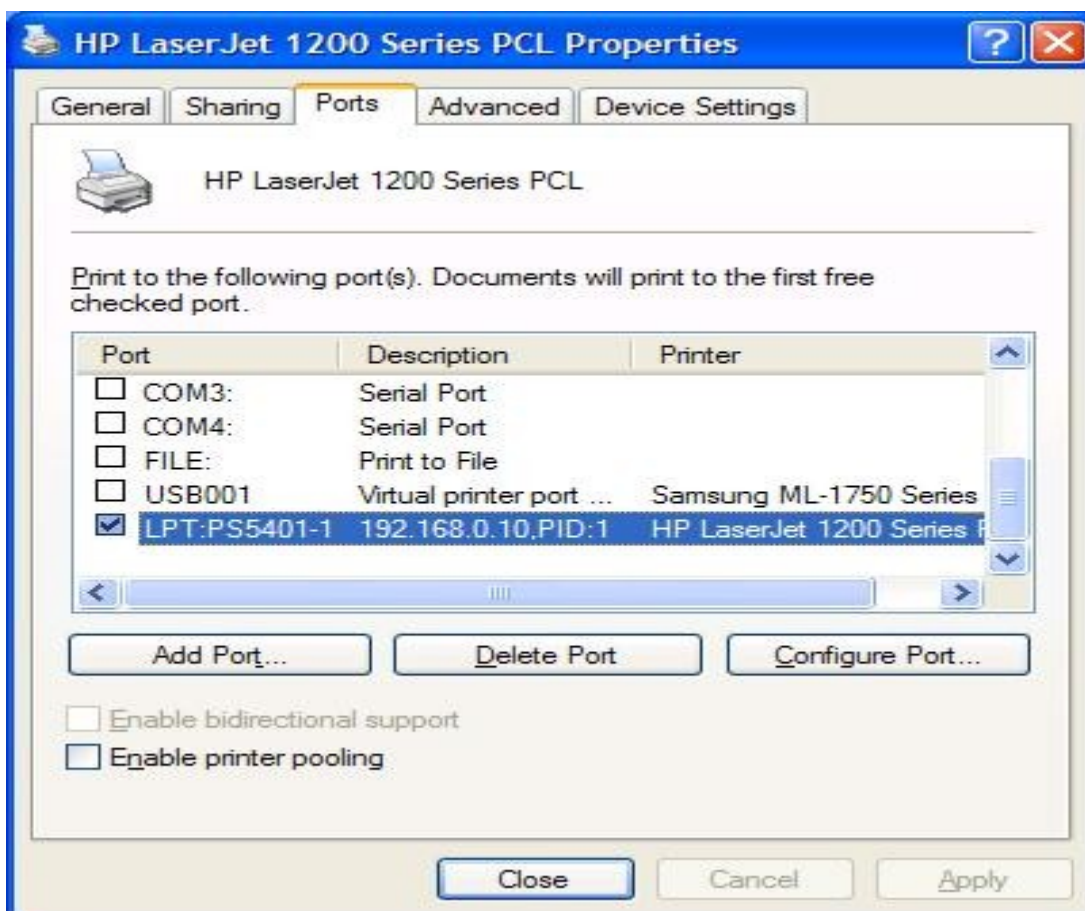 HP LaserJet 1200 Series PCL Properties
General Sharing Ports Advanced Device Settings
HP LaserJet 1200 Series PCL
Print to the following port(s). Documents will print to the first free
checked port.
Port Description Printer
COM3: Serial Port
COM4: Serial Port
FILE: Print to File
USB001 Virtual printer port ... Samsung ML-1750 Series
LPT:PS5401-1 192.168.0.10,PID:1 HP LaserJet 1200 Series P
Add Port... Delete Port Configure Port...
Enable bidirectional support
Enable printer pooling
Close Cancel Apply